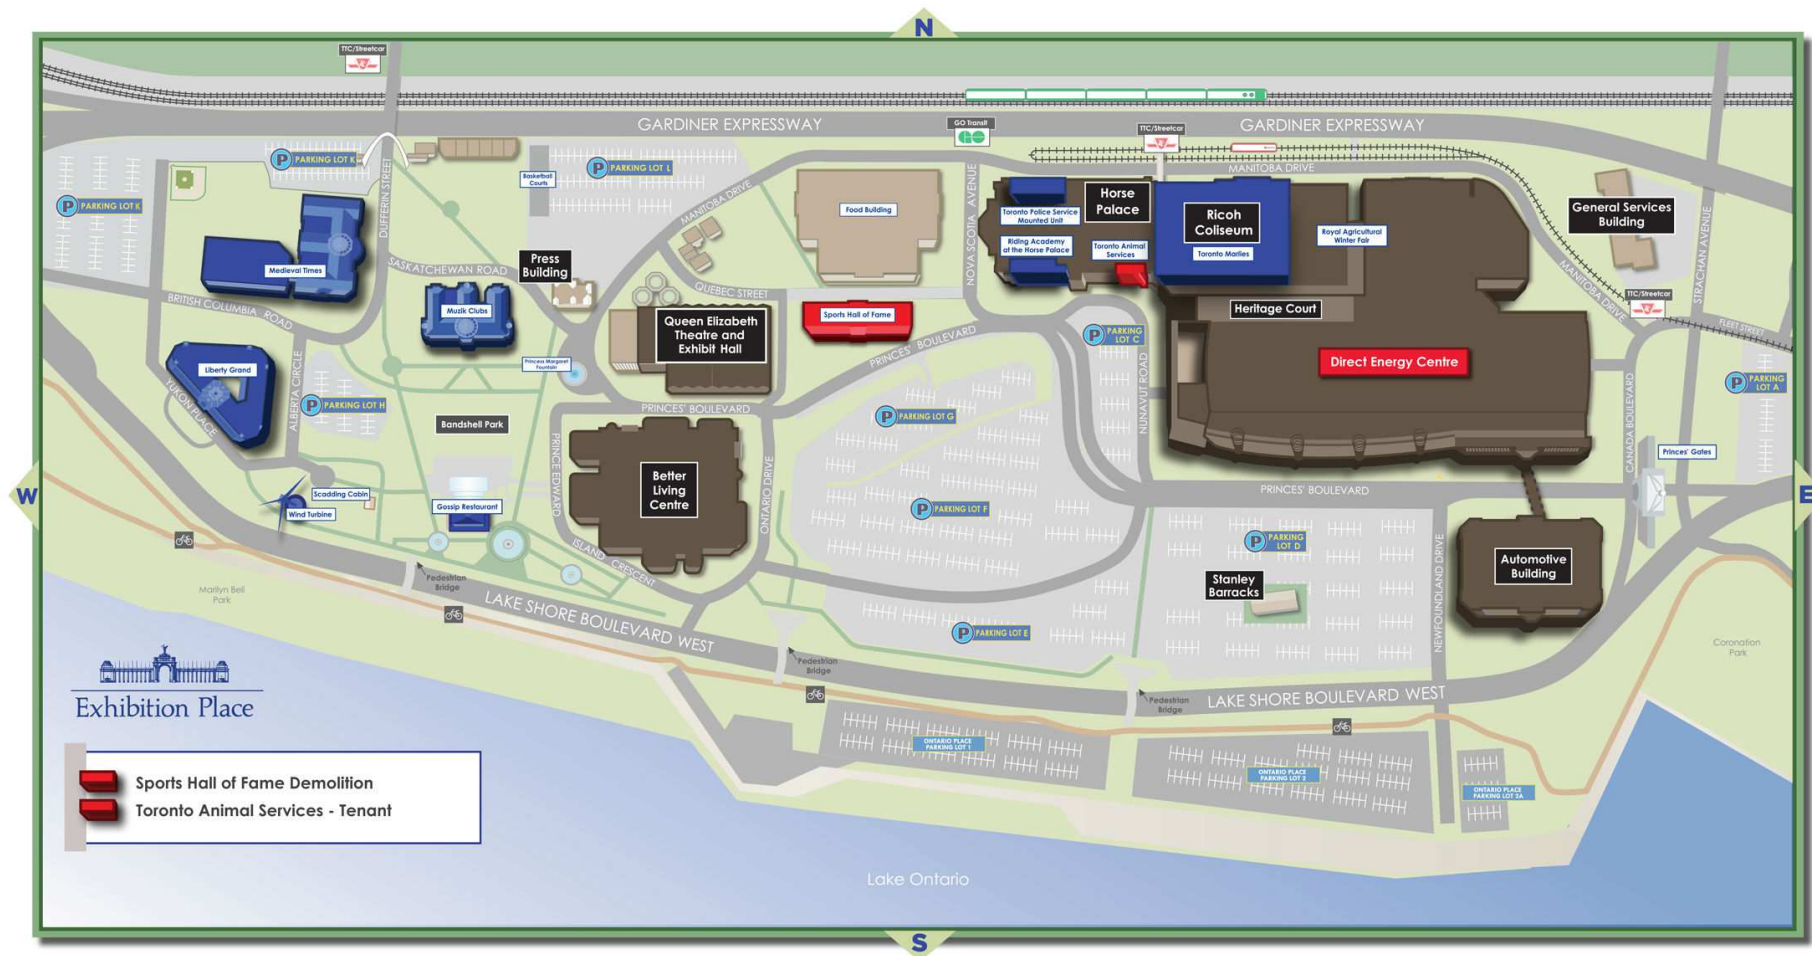 N
TTC/Streetcar
GARDINER EXPRESSWAY
GO Transit
TTC/Streetcar
GARDINER EXPRESSWAY
P PARKING LOT K
P PARKING LOT K
DUFFERIN STREET
Basketball
Courts
P PARKING LOT L
MANITOBA DRIVE
Food Building
NOVA SCOTIA AVENUE
MANITOBA DRIVE
Toronto Police Service
Mounted Unit
Horse
Palace
Riding Academy
of the Horse Palace
Toronto Animal
Services
Ricoh
Coliseum
Toronto Marlies
Royal Agricultural
Winter Fair
General Services
Building
STRACHAN AVENUE
MANITOBA DRIVE
TTC/Streetcar
FLEET STREET
Medieval Times
SASKATCHEWAN ROAD
Press
Building
QUEBEC STREET
BRITISH COLUMBIA ROAD
Muzik Clubs
Queen Elizabeth
Theatre and
Exhibit Hall
Sports Hall of Fame
PRINCES' BOULEVARD
Heritage Court
P PARKING
LOT C
NUNAVUT ROAD
Direct Energy Centre
P PARKING
LOT A
CANADA BOULEVARD
Liberty Grand
YUKON PLACE
ALBERTA CIRCLE
P PARKING LOT H
Princess Margaret
Fountain
PRINCES' BOULEVARD
Bandshell Park
P PARKING LOT G
Princes' Gates
W
E
Scadding Cabin
Wind Turbine
Gossip Restaurant
PRINCE EDWARD
ISLAND CRESCENT
Better
Living
Centre
ONTARIO DRIVE
P PARKING LOT F
PRINCES' BOULEVARD
P PARKING
LOT D
NEWFOUNDLAND DRIVE
Automotive
Building
Stanley
Barracks
Marilyn Bell
Park
Pedestrian
Bridge
LAKE SHORE BOULEVARD WEST
P PARKING LOT E
Coronation
Park
Pedestrian
Bridge
Pedestrian
Bridge
LAKE SHORE BOULEVARD WEST
Exhibition Place
ONTARIO PLACE
PARKING LOT 1
ONTARIO PLACE
PARKING LOT 2
ONTARIO PLACE
PARKING LOT 2A
Sports Hall of Fame Demolition
Toronto Animal Services - Tenant
Lake Ontario
S